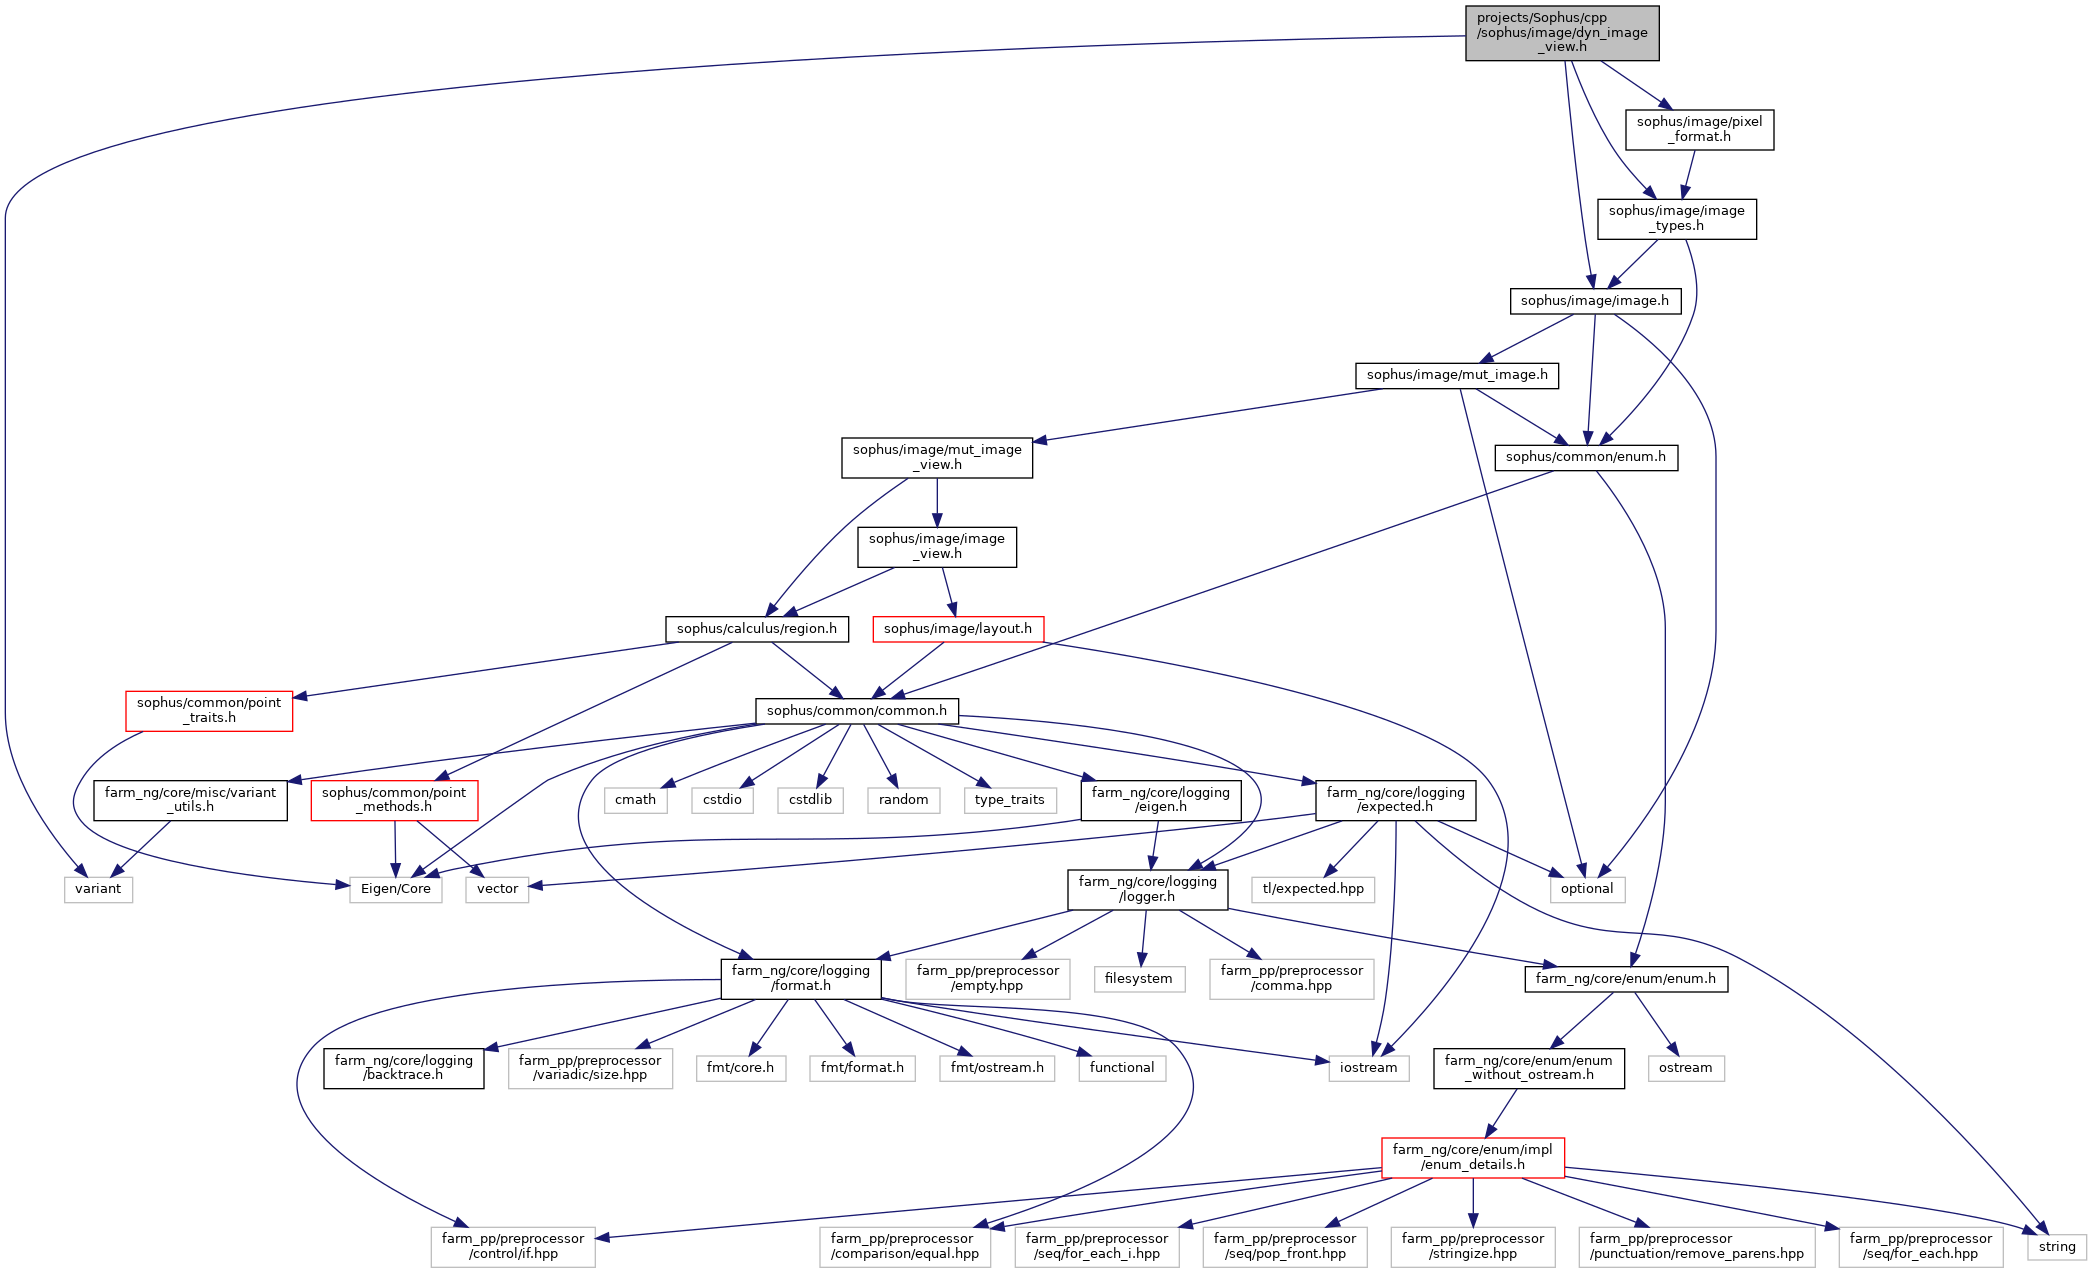 projects/Sophus/cpp
/sophus/image/dyn_image
_view.h
sophus/image/pixel
_format.h
sophus/image/image
_types.h
sophus/image/image.h
sophus/image/mut_image.h
sophus/image/mut_image
_view.h
sophus/common/enum.h
sophus/image/image
_view.h
sophus/calculus/region.h
sophus/image/layout.h
sophus/common/point
_traits.h
sophus/common/common.h
farm_ng/core/misc/variant
_utils.h
sophus/common/point
_methods.h
cmath
cstdio
cstdlib
random
type_traits
farm_ng/core/logging
/eigen.h
farm_ng/core/logging
/expected.h
variant
Eigen/Core
vector
farm_ng/core/logging
/logger.h
tl/expected.hpp
optional
farm_ng/core/logging
/format.h
farm_pp/preprocessor
/empty.hpp
filesystem
farm_pp/preprocessor
/comma.hpp
farm_ng/core/enum/enum.h
farm_ng/core/logging
/backtrace.h
farm_pp/preprocessor
/variadic/size.hpp
fmt/core.h
fmt/format.h
fmt/ostream.h
functional
iostream
farm_ng/core/enum/enum
_without_ostream.h
ostream
farm_ng/core/enum/impl
/enum_details.h
farm_pp/preprocessor
/control/if.hpp
farm_pp/preprocessor
/comparison/equal.hpp
farm_pp/preprocessor
/seq/for_each_i.hpp
farm_pp/preprocessor
/seq/pop_front.hpp
farm_pp/preprocessor
/stringize.hpp
farm_pp/preprocessor
/punctuation/remove_parens.hpp
farm_pp/preprocessor
/seq/for_each.hpp
string